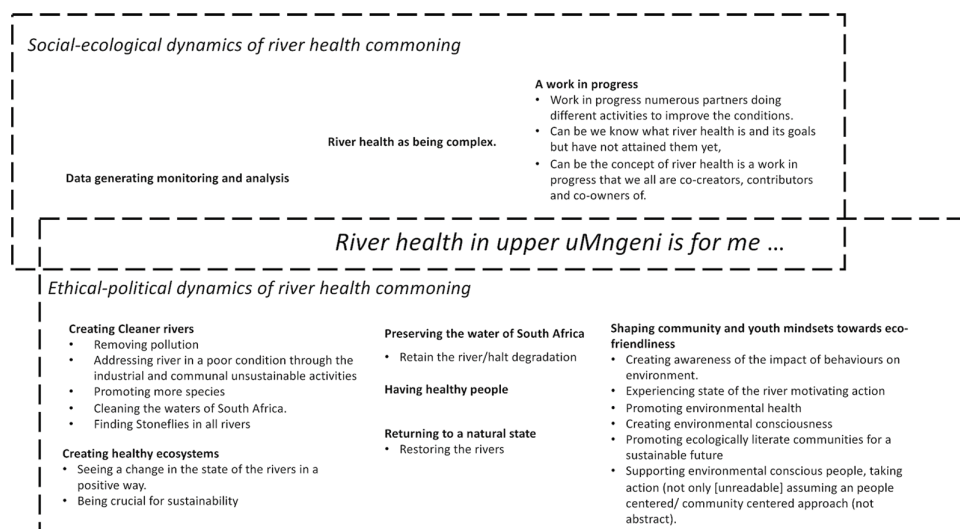 Social-ecological dynamics of river health commoning
A work in progress
• Work in progress numerous partners doing
different activities to improve the conditions.
• Can be we know what river health is and its goals
but have not attained them yet,
• Can be the concept of river health is a work in
progress that we all are co-creators, contributors
and co-owners of.
River health as being complex.
Data generating monitoring and analysis
River health in upper uMngeni is for me ...
Ethical-political dynamics of river health commoning
Creating Cleaner rivers
• Removing pollution
• Addressing river in a poor condition through the
industrial and communal unsustainable activities
• Promoting more species
• Cleaning the waters of South Africa.
• Finding Stoneflies in all rivers
Creating healthy ecosystems
• Seeing a change in the state of the rivers in a
positive way.
• Being crucial for sustainability
Preserving the water of South Africa
• Retain the river/halt degradation
Having healthy people
Returning to a natural state
• Restoring the rivers
Shaping community and youth mindsets towards eco-
friendliness
• Creating awareness of the impact of behaviours on
environment.
• Experiencing state of the river motivating action
• Promoting environmental health
• Creating environmental consciousness
• Promoting ecologically literate communities for a
sustainable future
• Supporting environmental conscious people, taking
action (not only [unreadable] assuming an people
centered/ community centered approach (not
abstract).